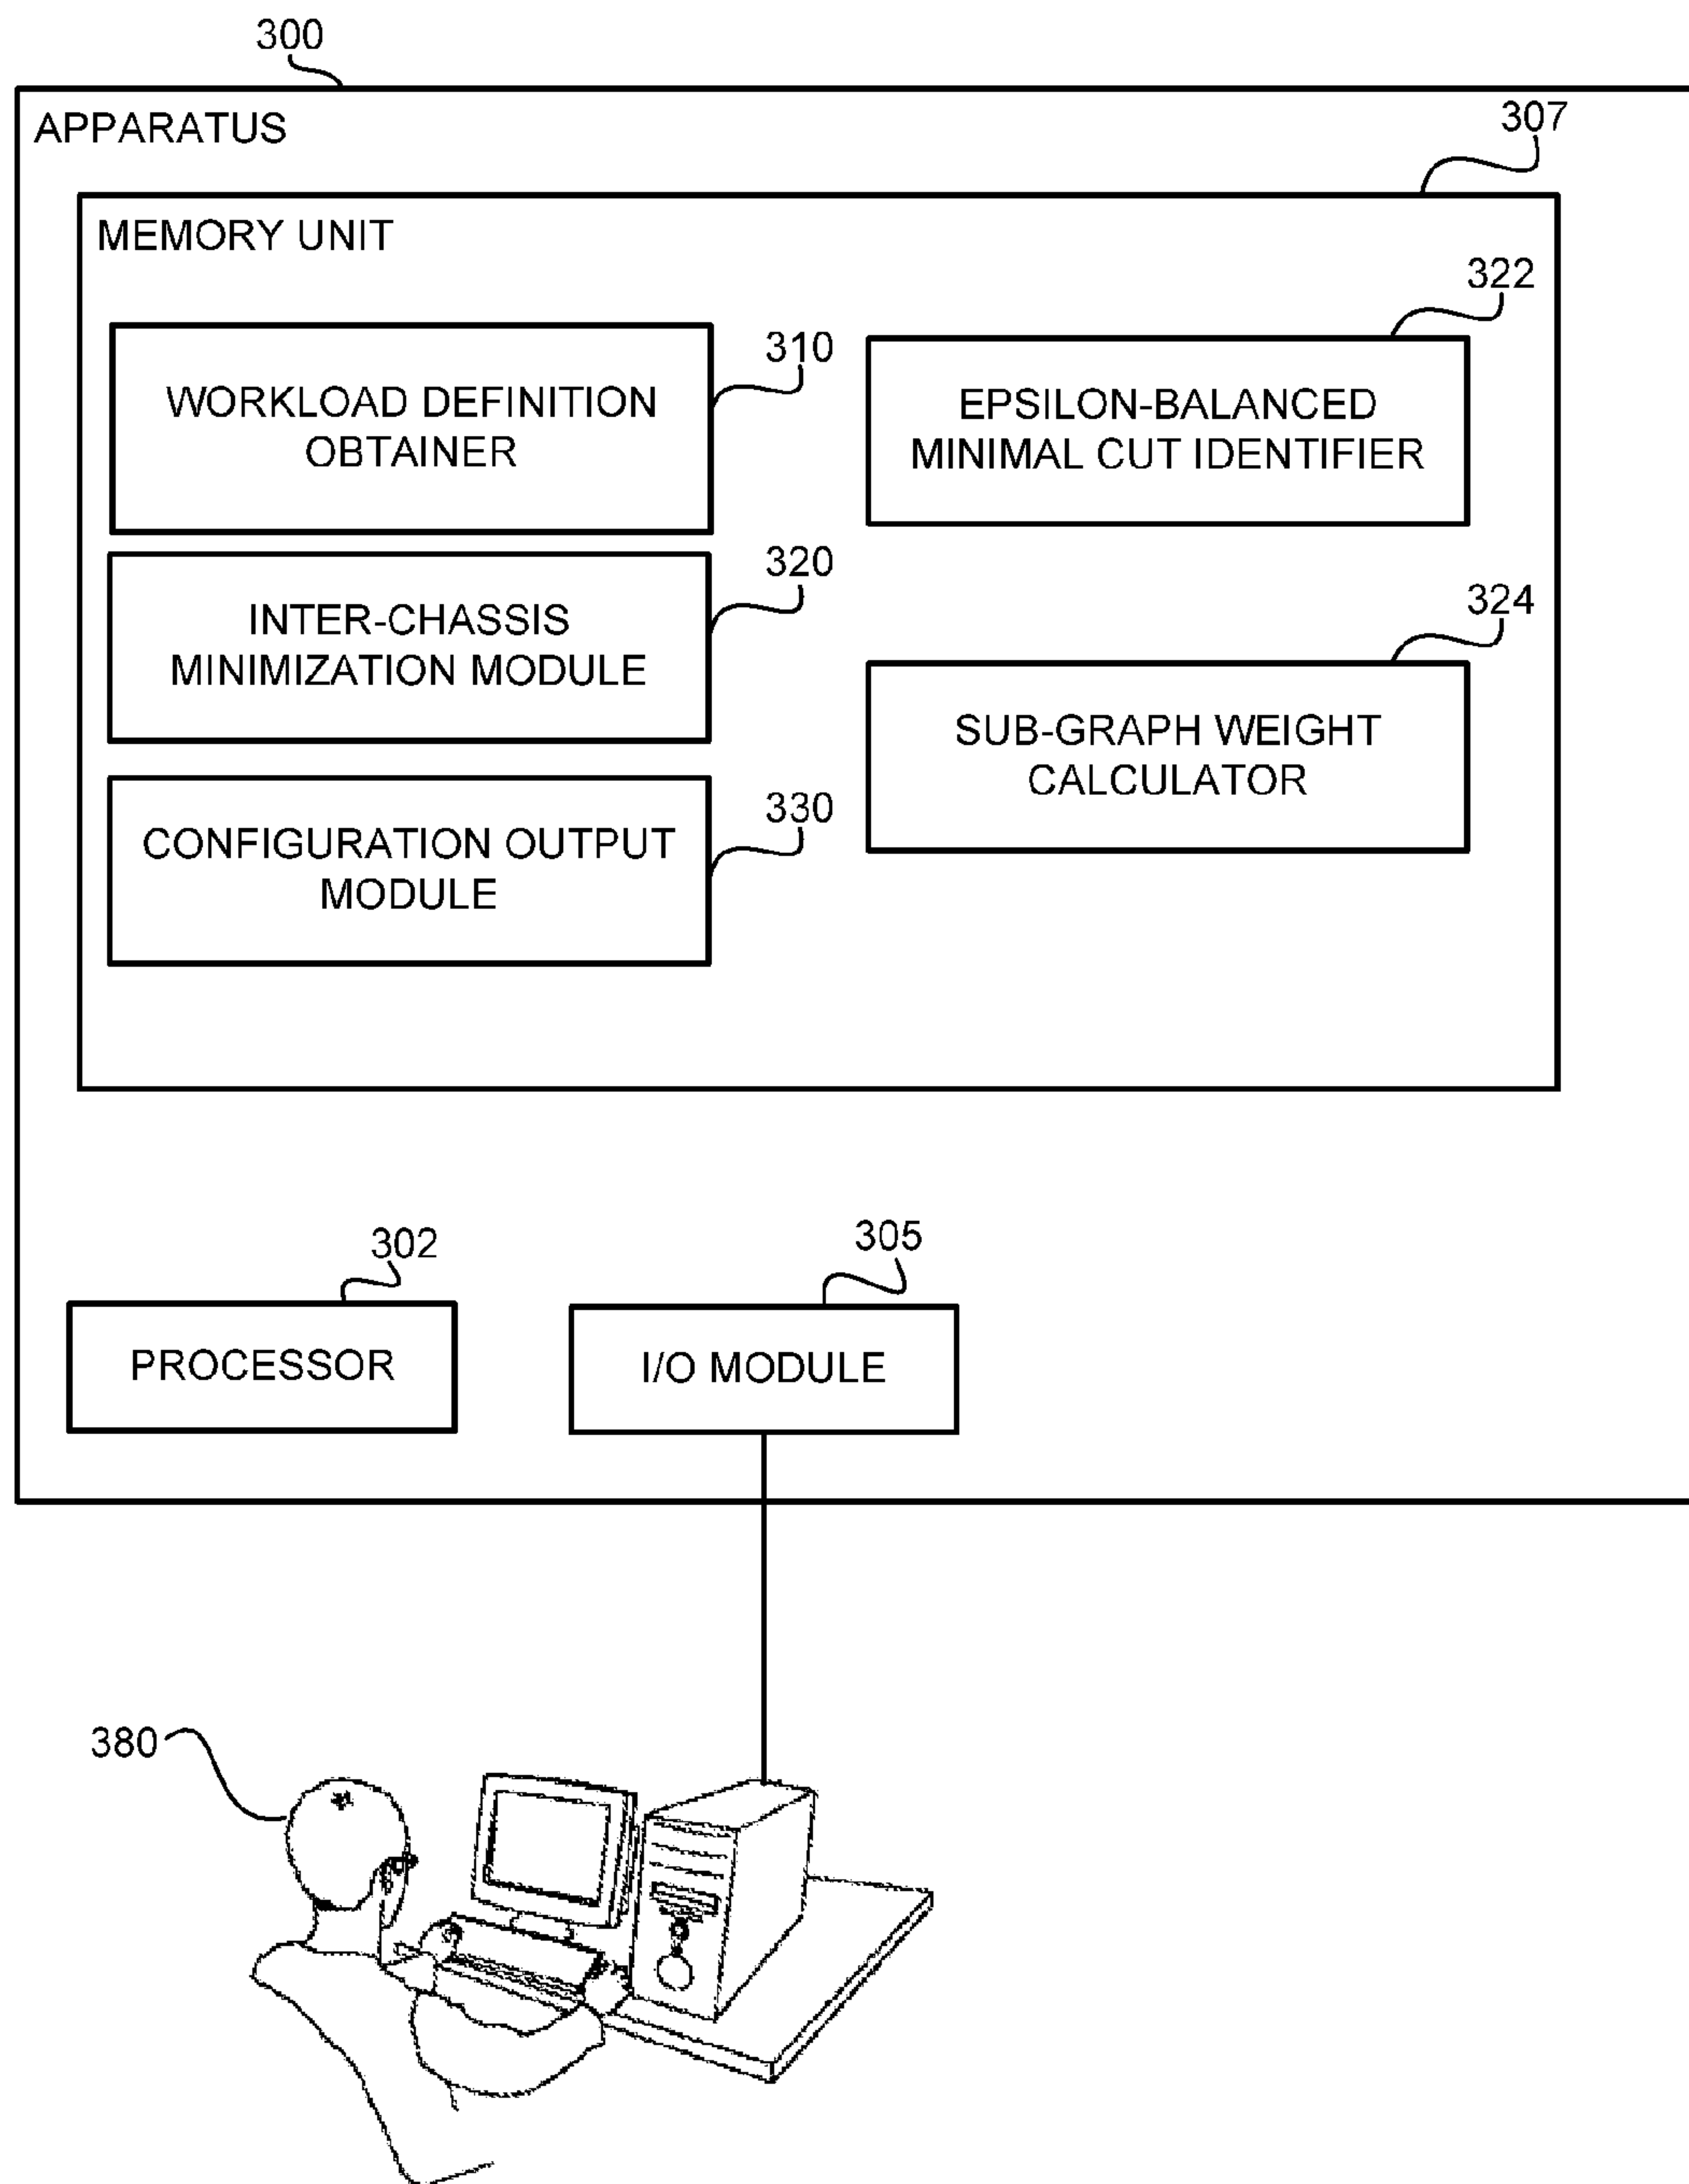 300
APPARATUS
307
MEMORY UNIT
322
310
WORKLOAD DEFINITION
OBTAINER
EPSILON-BALANCED
MINIMAL CUT IDENTIFIER
320
INTER-CHASSIS
MINIMIZATION MODULE
324
SUB-GRAPH WEIGHT
CALCULATOR
330
CONFIGURATION OUTPUT
MODULE
302
305
PROCESSOR
I/O MODULE
380